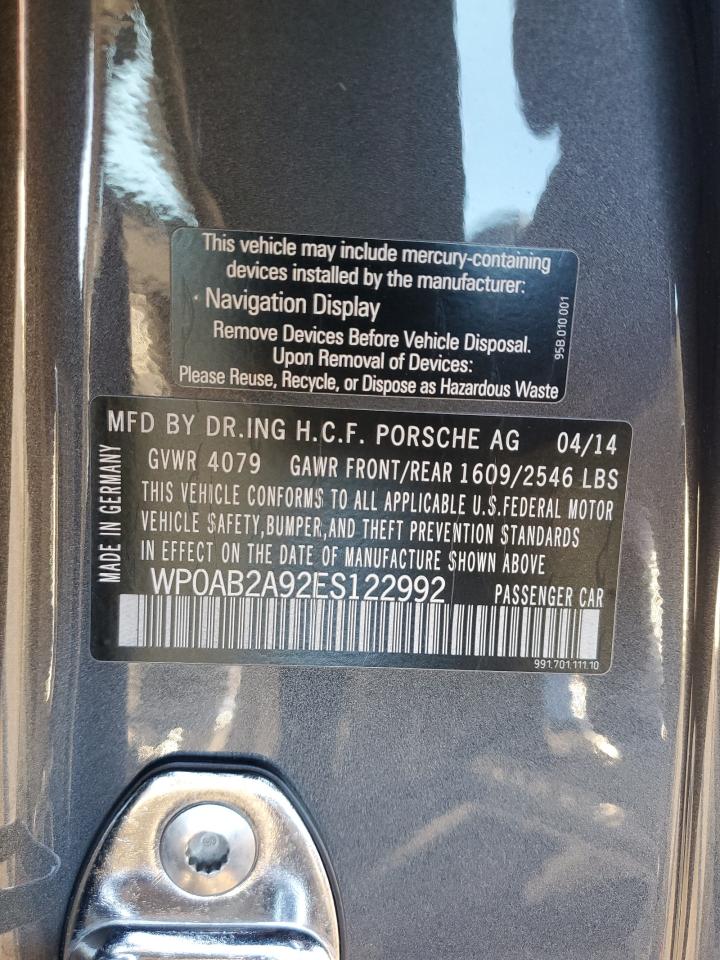 This vehicle may include mercury-containing
devices installed by the manufacturer:
· Navigation Display
Remove Devices Before Vehicle Disposal.
Upon Removal of Devices:
Please Reuse, Recycle, or Dispose as Hazardous Waste
95B 010 001
MFD BY DR.ING H.C.F. PORSCHE AG 04/14
GVWR 4079 GAWR FRONT/REAR 1609/2546 LBS
THIS VEHICLE CONFORMS TO ALL APPLICABLE U.S.FEDERAL MOTOR
VEHICLE SAFETY,BUMPER,AND THEFT PREVENTION STANDARDS
IN EFFECT ON THE DATE OF MANUFACTURE SHOWN ABOVE
WP0AB2A92ES122992 PASSENGER CAR
MADE IN GERMANY
991.701.111.10